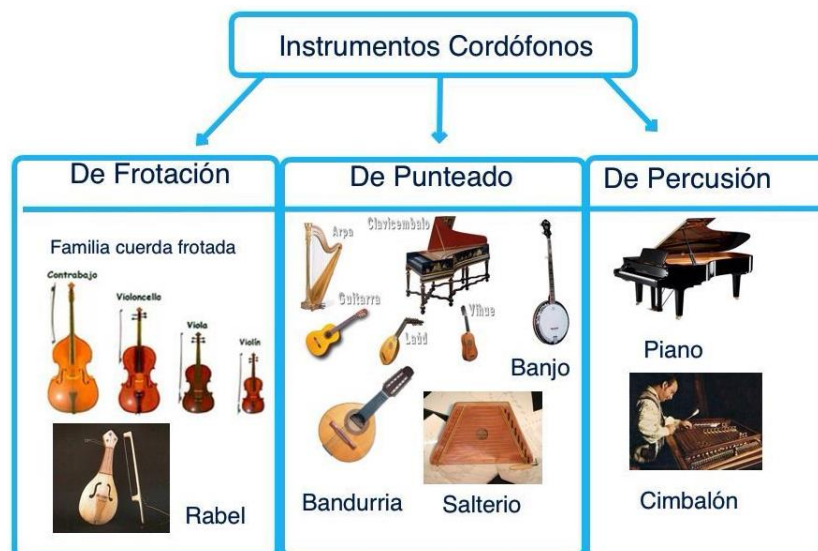 Instrumentos Cordófonos
De Frotación
De Punteado
De Percusión
Familia cuerda frotada
Contrabajo
Violoncello
Viola
Violín
Rabel
Arpa
Clavicembalo
Guitarra
Laúd
Vihue
Banjo
Bandurria
Salterio
Piano
Cimbalón